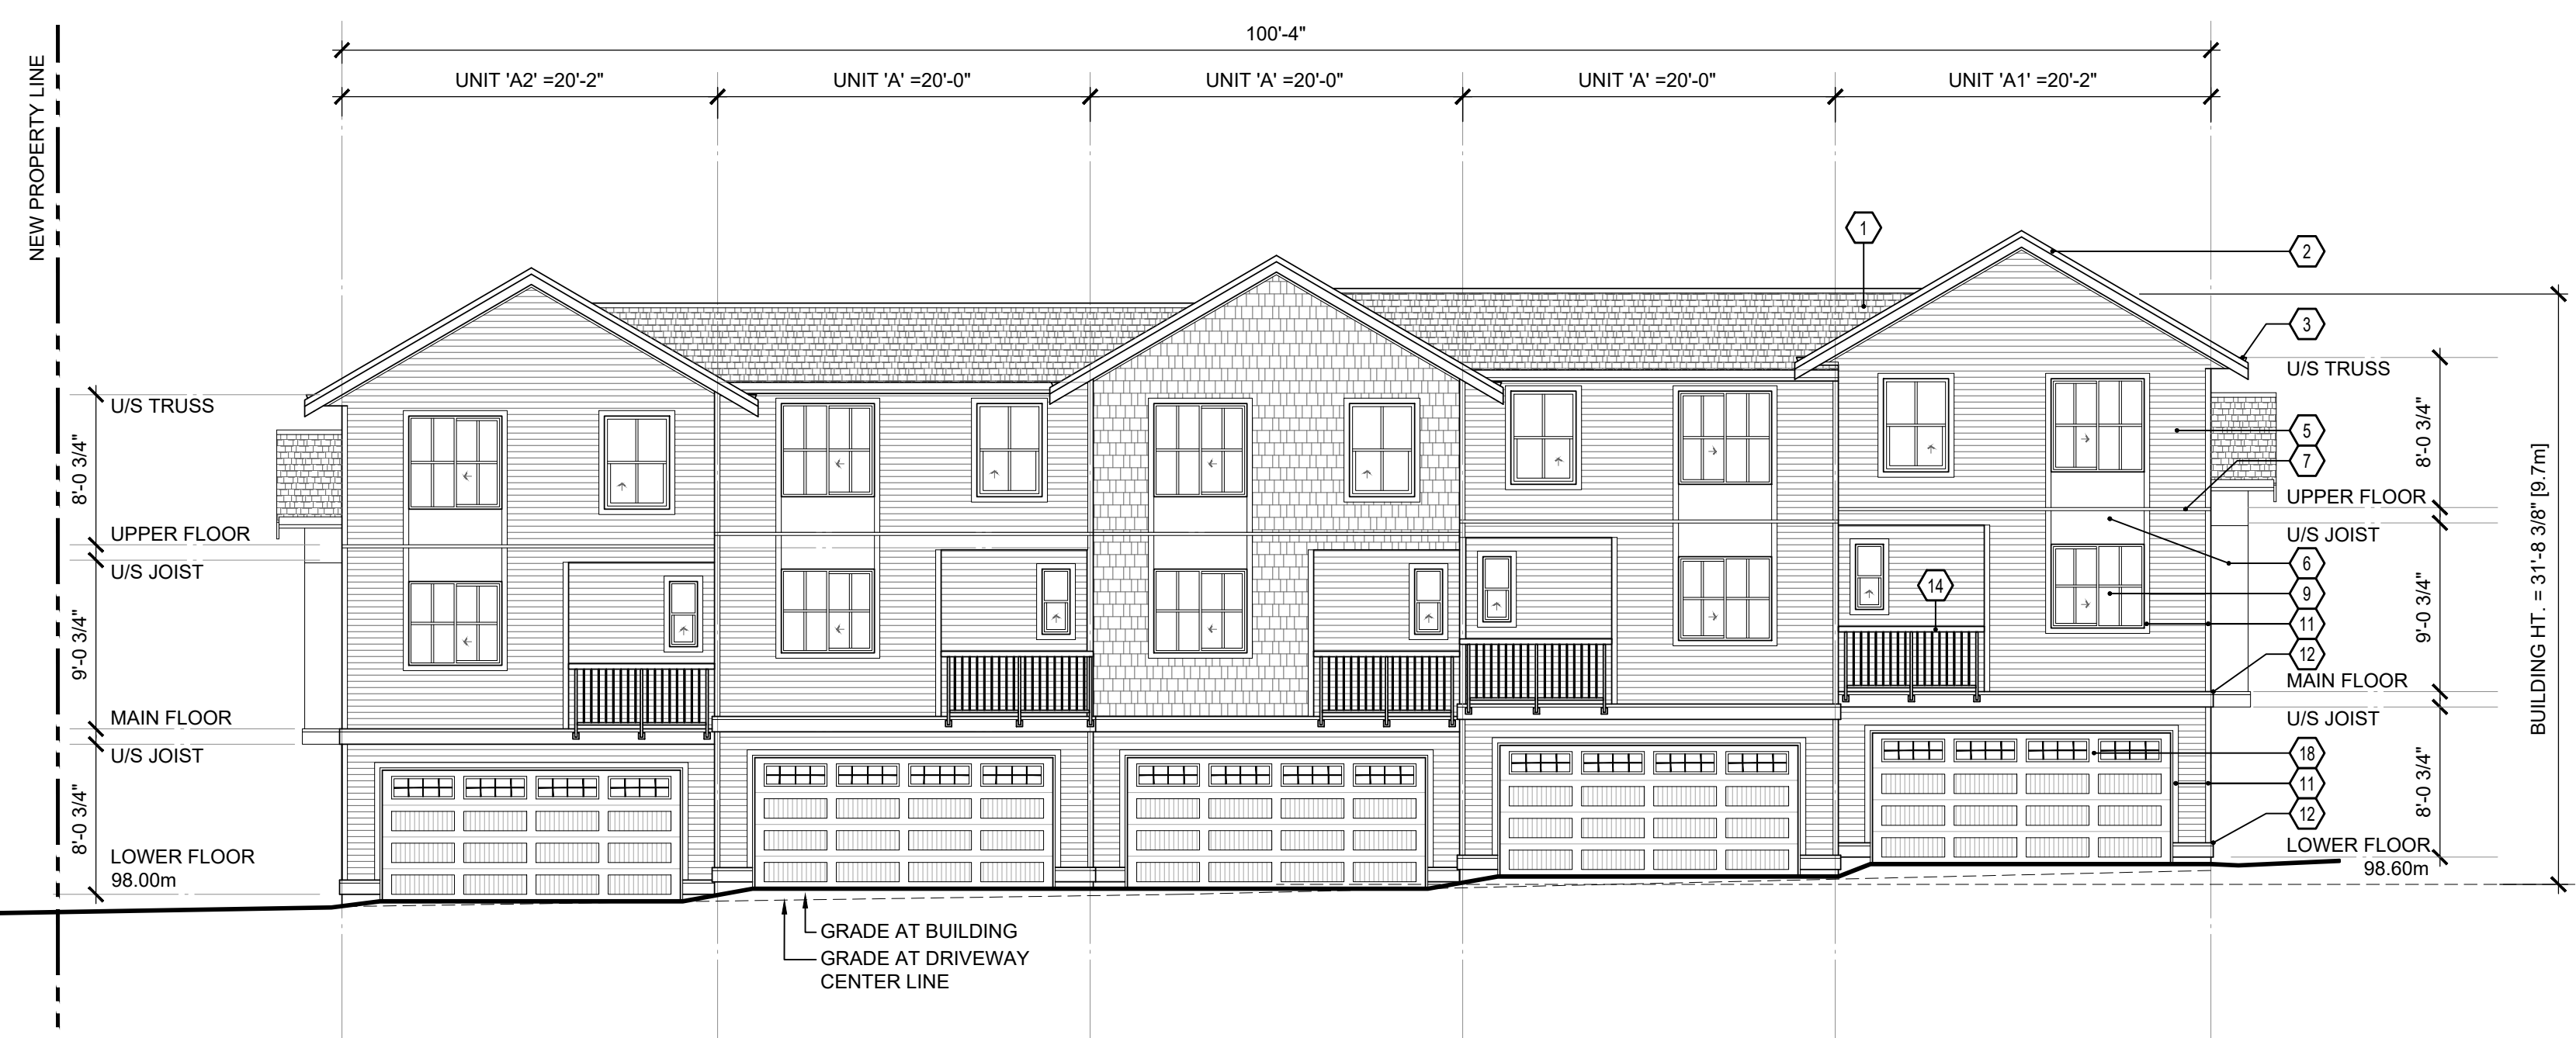 100'-4"
UNIT 'A2' =20'-2"
UNIT 'A' =20'-0"
UNIT 'A' =20'-0"
UNIT 'A' =20'-0"
UNIT 'A1' =20'-2"
NEW PROPERTY LINE
1
2
3
U/S TRUSS
8'-0 3/4"
UPPER FLOOR
U/S JOIST
9'-0 3/4"
MAIN FLOOR
U/S JOIST
8'-0 3/4"
LOWER FLOOR
98.00m
14
U/S TRUSS
5
7
8'-0 3/4"
UPPER FLOOR
U/S JOIST
6
9
11
12
9'-0 3/4"
MAIN FLOOR
U/S JOIST
18
11
12
8'-0 3/4"
LOWER FLOOR
98.60m
BUILDING HT. = 31'-8 3/8" [9.7m]
GRADE AT BUILDING
GRADE AT DRIVEWAY
CENTER LINE